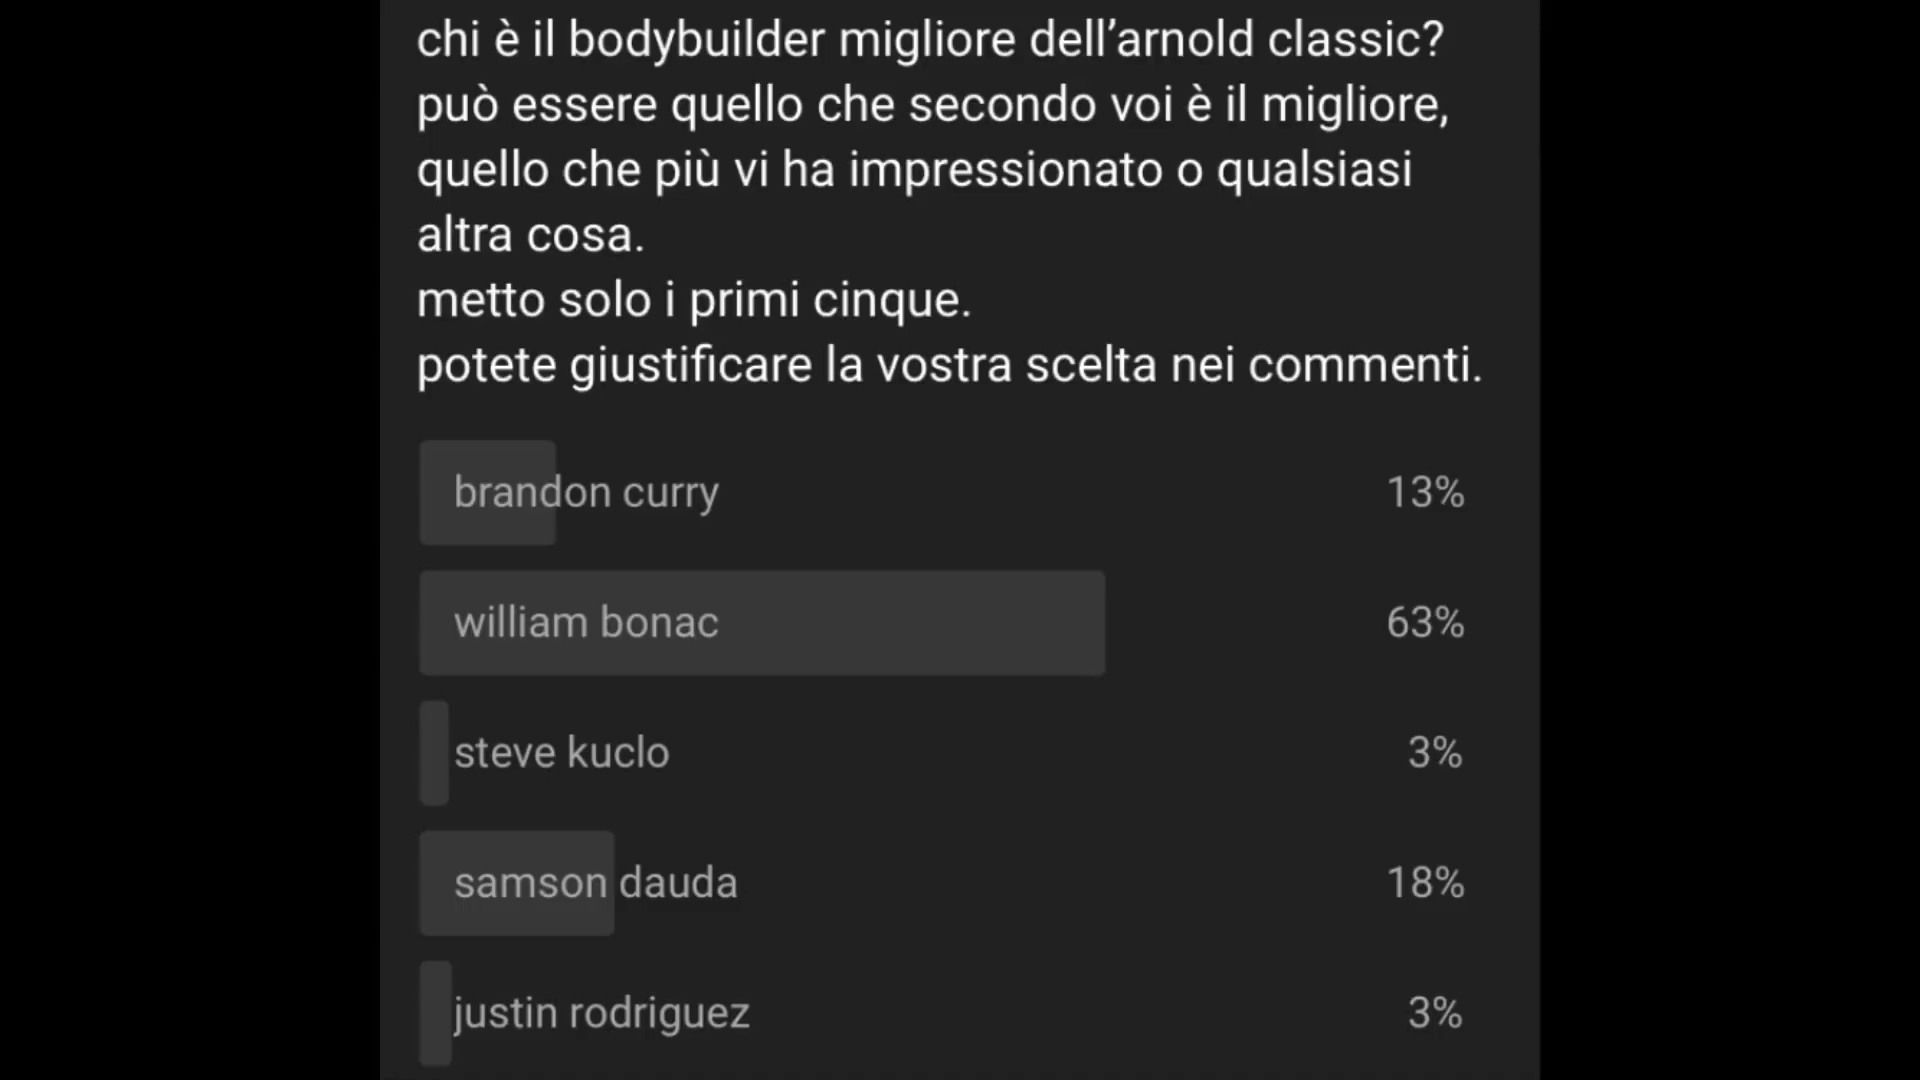 chi è il bodybuilder migliore dell’arnold classic?
può essere quello che secondo voi è il migliore,
quello che più vi ha impressionato o qualsiasi
altra cosa.
metto solo i primi cinque.
potete giustificare la vostra scelta nei commenti.
brandon curry 13%
william bonac 63%
steve kuclo 3%
samson dauda 18%
justin rodriguez 3%